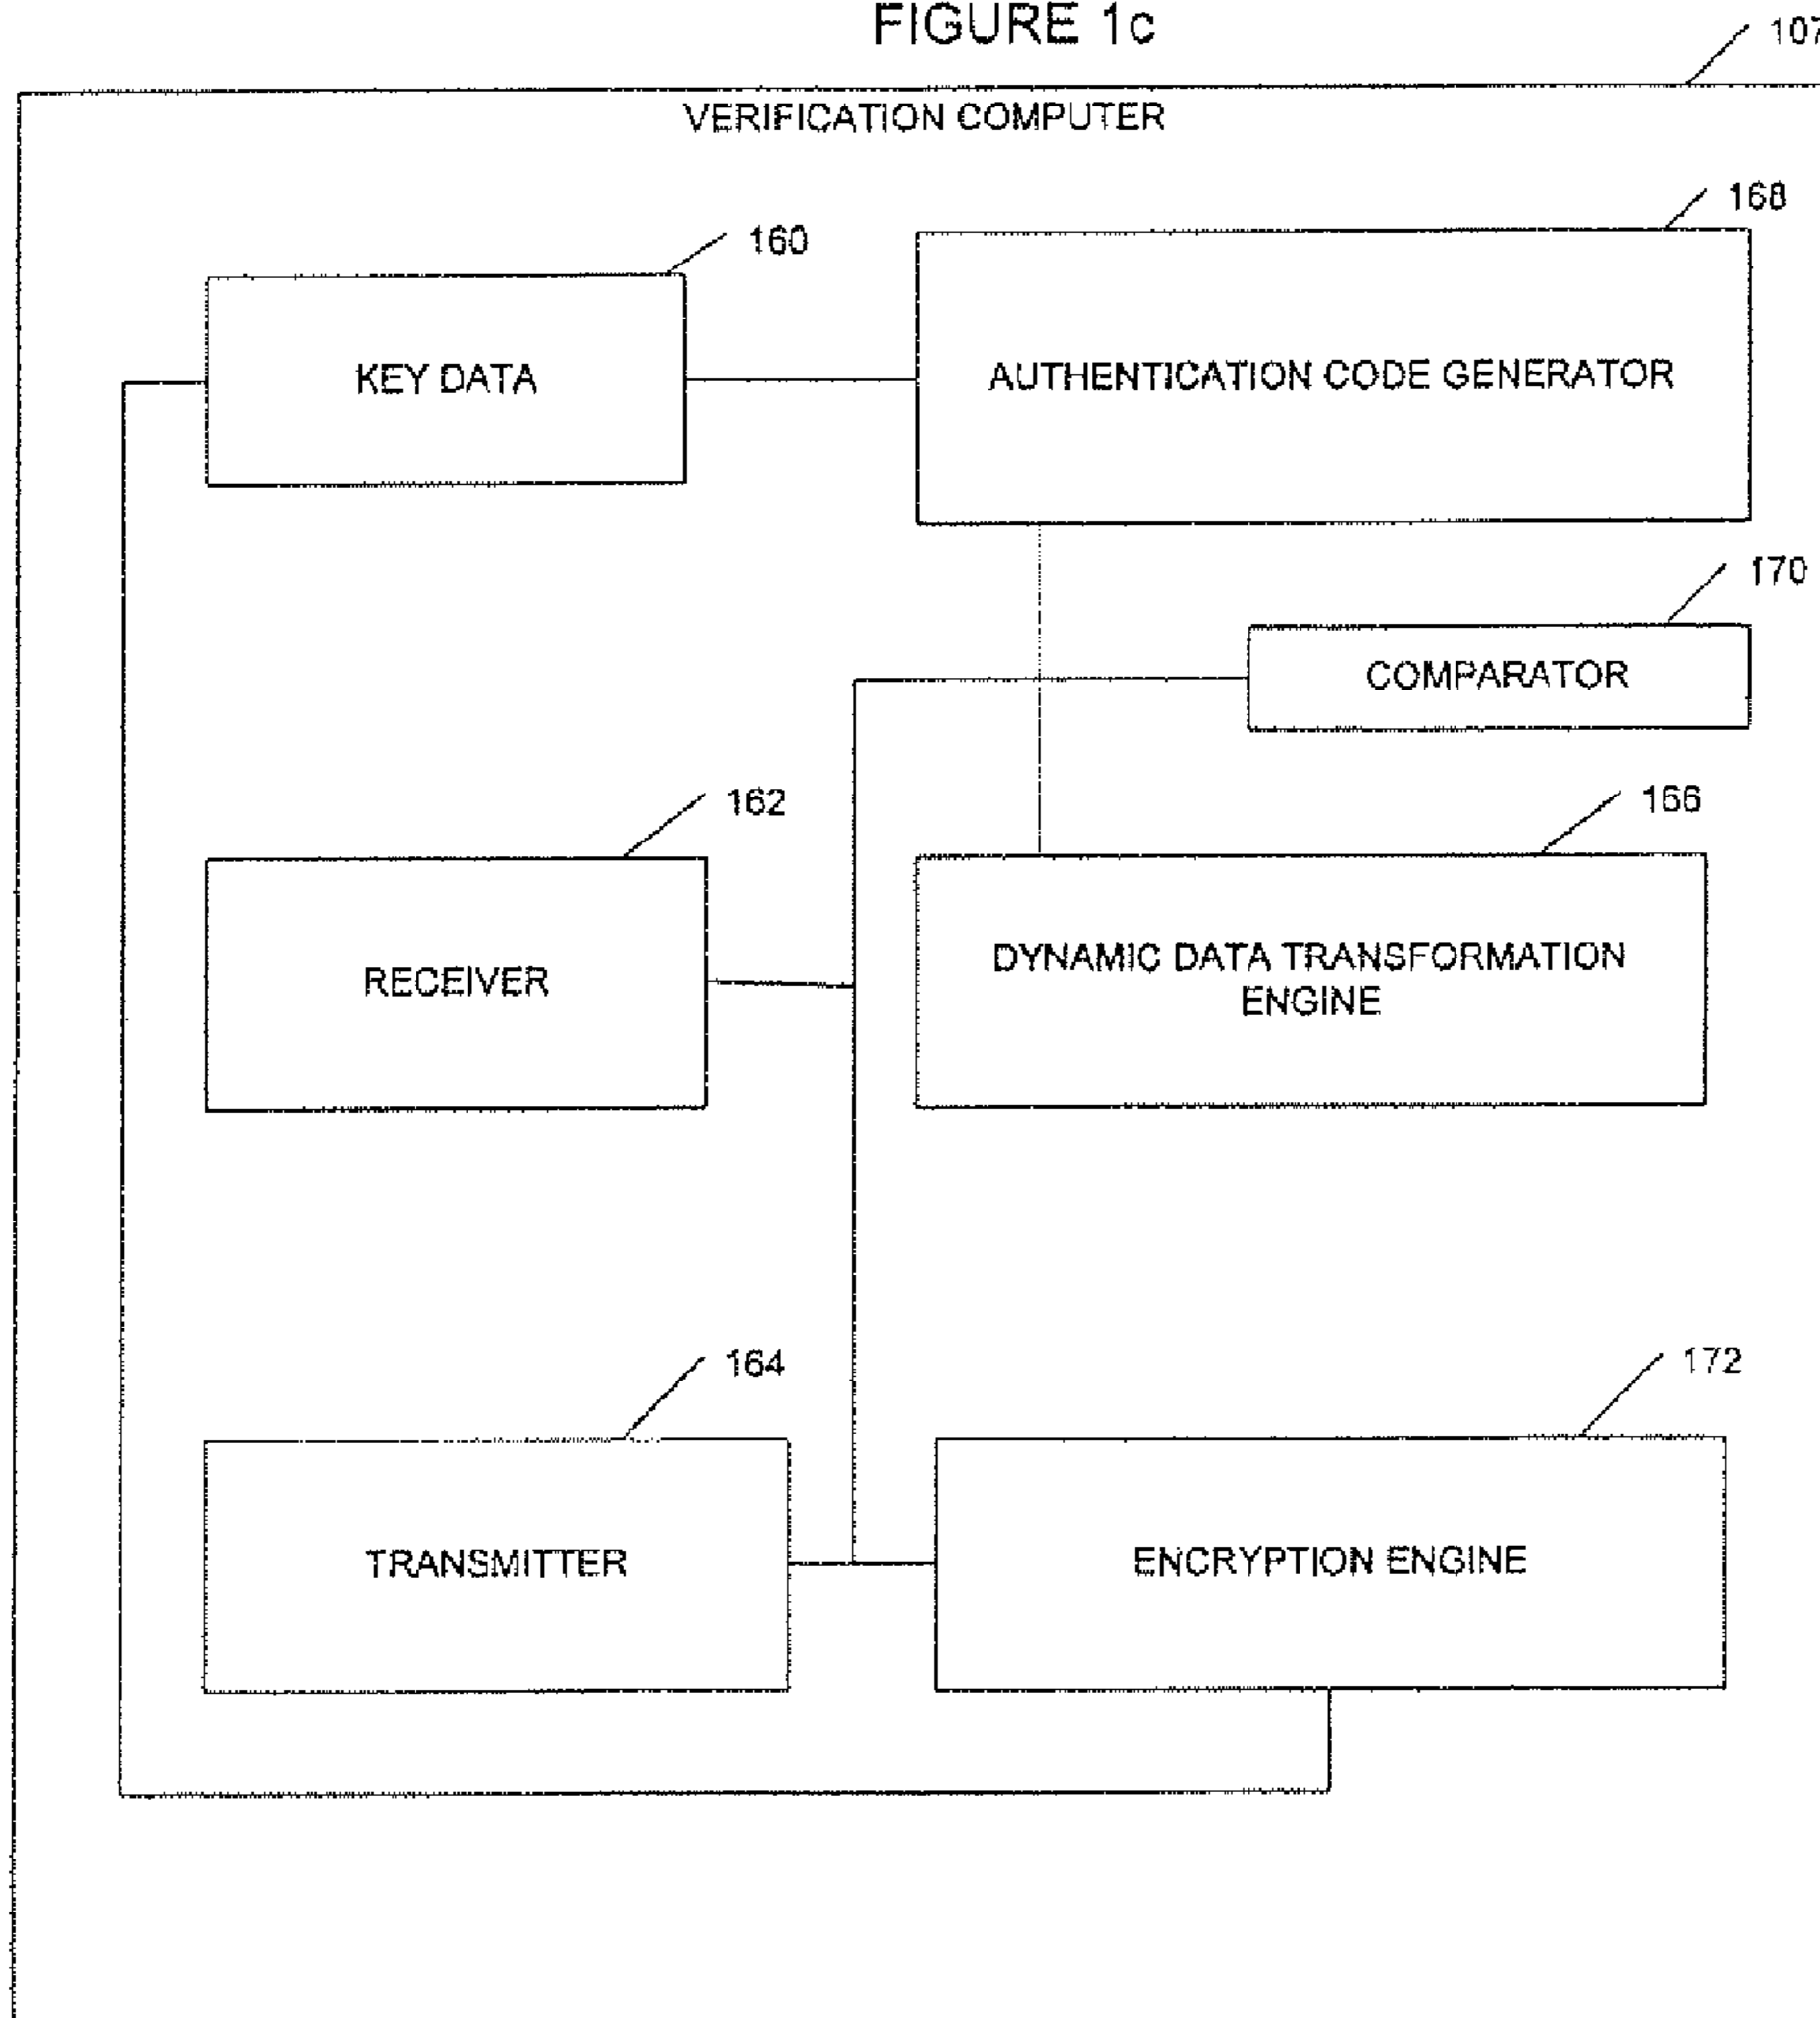 FIGURE 1c
107
VERIFICATION COMPUTER
168
160
KEY DATA
AUTHENTICATION CODE GENERATOR
170
COMPARATOR
162
166
RECEIVER
DYNAMIC DATA TRANSFORMATION
ENGINE
164
172
TRANSMITTER
ENCRYPTION ENGINE